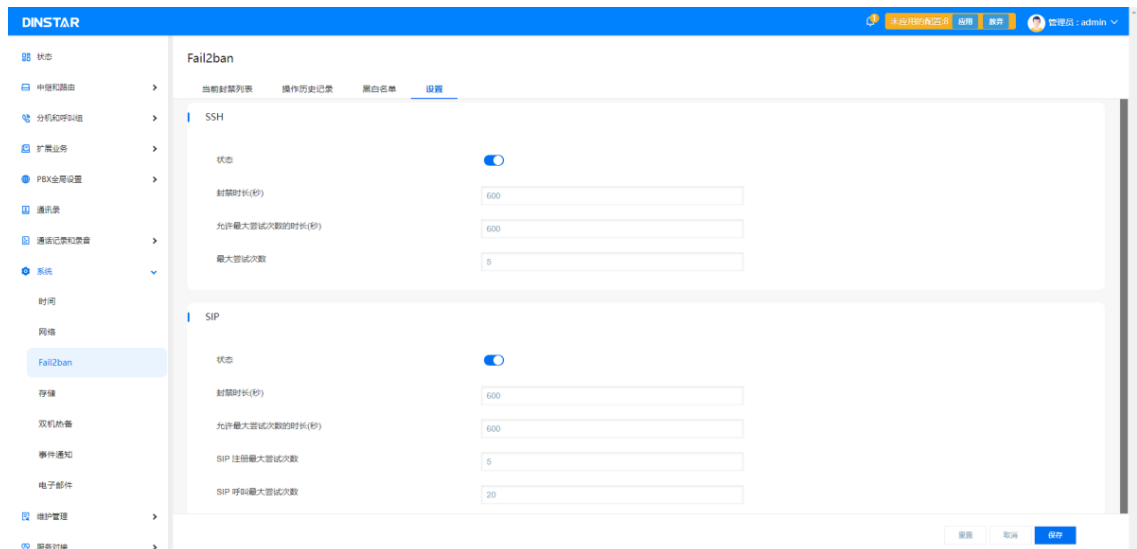 DINSTAR
未应用的配置:8 应用 放弃 管理员 : admin
状态
中继和路由
分机和呼叫组
扩展业务
PBX全局设置
通讯录
通话记录和录音
系统
时间
网络
Fail2ban
存储
双机热备
事件通知
电子邮件
维护管理
服务对接
Fail2ban
当前封禁列表 操作历史记录 黑白名单 设置
SSH
状态
封禁时长(秒) 600
允许最大尝试次数的时长(秒) 600
最大尝试次数 5
SIP
状态
封禁时长(秒) 600
允许最大尝试次数的时长(秒) 600
SIP 注册最大尝试次数 5
SIP 呼叫最大尝试次数 20
重置 取消 保存